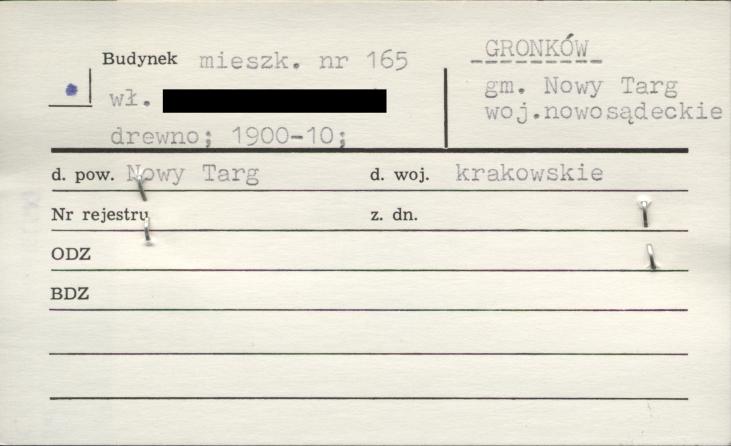 Budynek mieszk. nr 165
wł.
drewno; 1900-10;
GRONKÓW
gm. Nowy Targ
woj.nowosądeckie
d. pow. Nowy Targ d. woj. krakowskie
Nr rejestru z. dn.
ODZ
BDZ